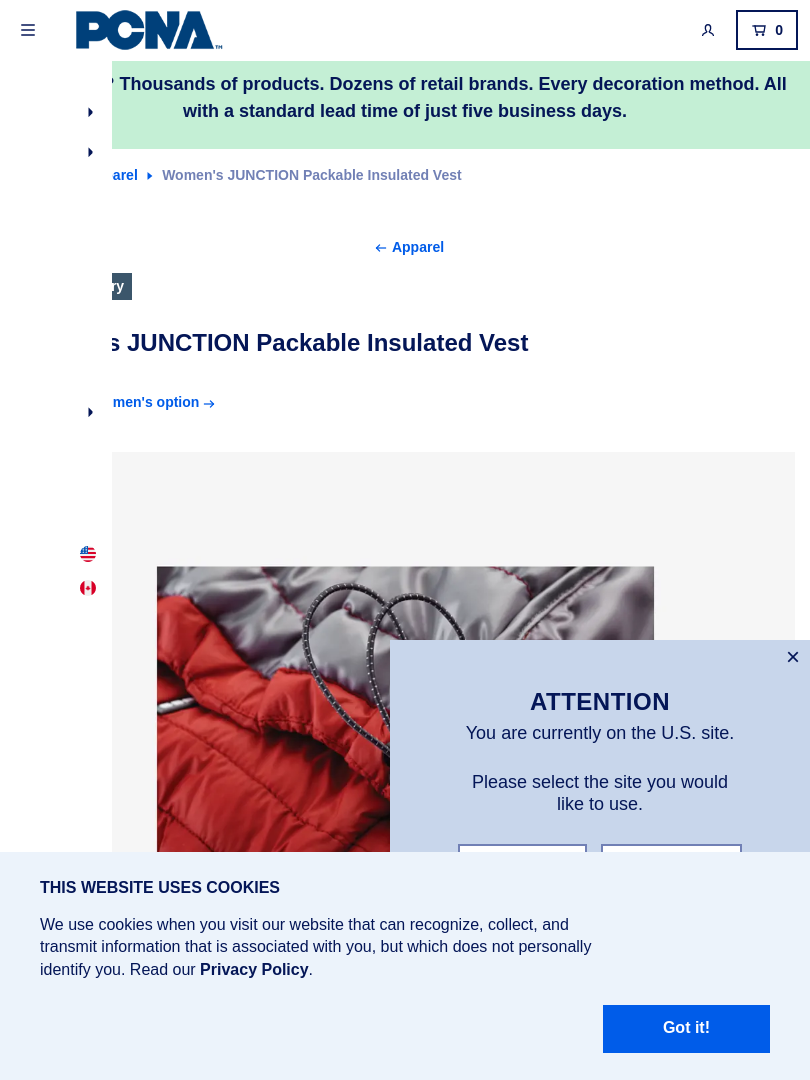 PCNA™
0
Thousands of products. Dozens of retail brands. Every decoration method. All
with a standard lead time of just five business days.
Women's JUNCTION Packable Insulated Vest
Apparel
JUNCTION Packable Insulated Vest
option
ATTENTION
You are currently on the U.S. site.
Please select the site you would
like to use.
THIS WEBSITE USES COOKIES
We use cookies when you visit our website that can recognize, collect, and
transmit information that is associated with you, but which does not personally
identify you. Read our Privacy Policy.
Got it!